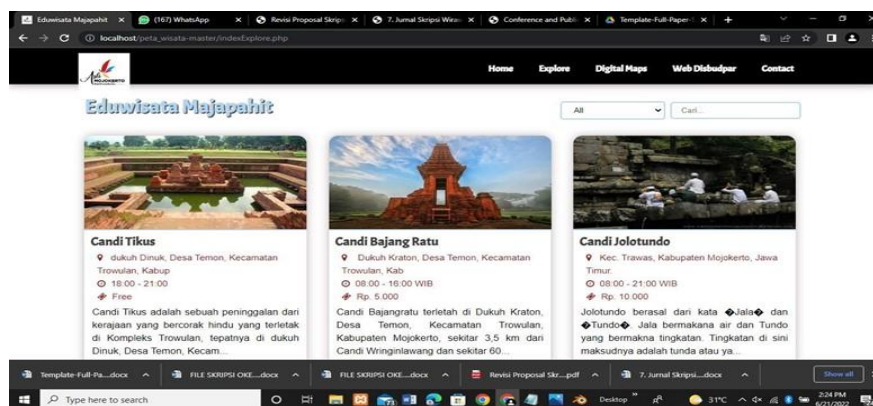 Eduwisata Majapahit
(167) WhatsApp
Revisi Proposal Skrip
7. Jurnal Skripsi Wiran
Conference and Public
Template-Full-Paper-
localhost/peta_wisata-master/indexExplore.php
Home Explore Digital Maps Web Disbudpar Contact
Eduwisata Majapahit
All
Cari...
Candi Tikus
dukuh Dinuk, Desa Temon, Kecamatan
Trowulan, Kabup
18:00 - 21:00
Free
Candi Tikus adalah sebuah peninggalan dari
kerajaan yang bercorak hindu yang terletak
di Kompleks Trowulan, tepatnya di dukuh
Dinuk, Desa Temon, Kecam...
Candi Bajang Ratu
Dukuh Kraton, Desa Temon, Kecamatan
Trowulan, Kab
08:00 - 16:00 WIB
Rp. 5.000
Candi Bajangratu terletah di Dukuh Kraton,
Desa Temon, Kecamatan Trowulan,
Kabupaten Mojokerto, sekitar 3,5 km dari
Candi Wringinlawang dan sekitar 60...
Candi Jolotundo
Kec. Trawas, Kabupaten Mojokerto, Jawa
Timur.
08:00 - 21:00 WIB
Rp. 10.000
Jolotundo berasal dari kata �Jala� dan
�Tundo�. Jala bermakana air dan Tundo
yang bermakna tingkatan. Tingkatan di sini
maksudnya adalah tunda atau ya...
Template-Full-Pa....docx
FILE SKRIPSI OKE....docx
FILE SKRIPSI OKE....docx
Revisi Proposal Skr....pdf
7. Jurnal Skripsi....docx
Show all
Type here to search
Desktop
31°C
2:24 PM
6/21/2022